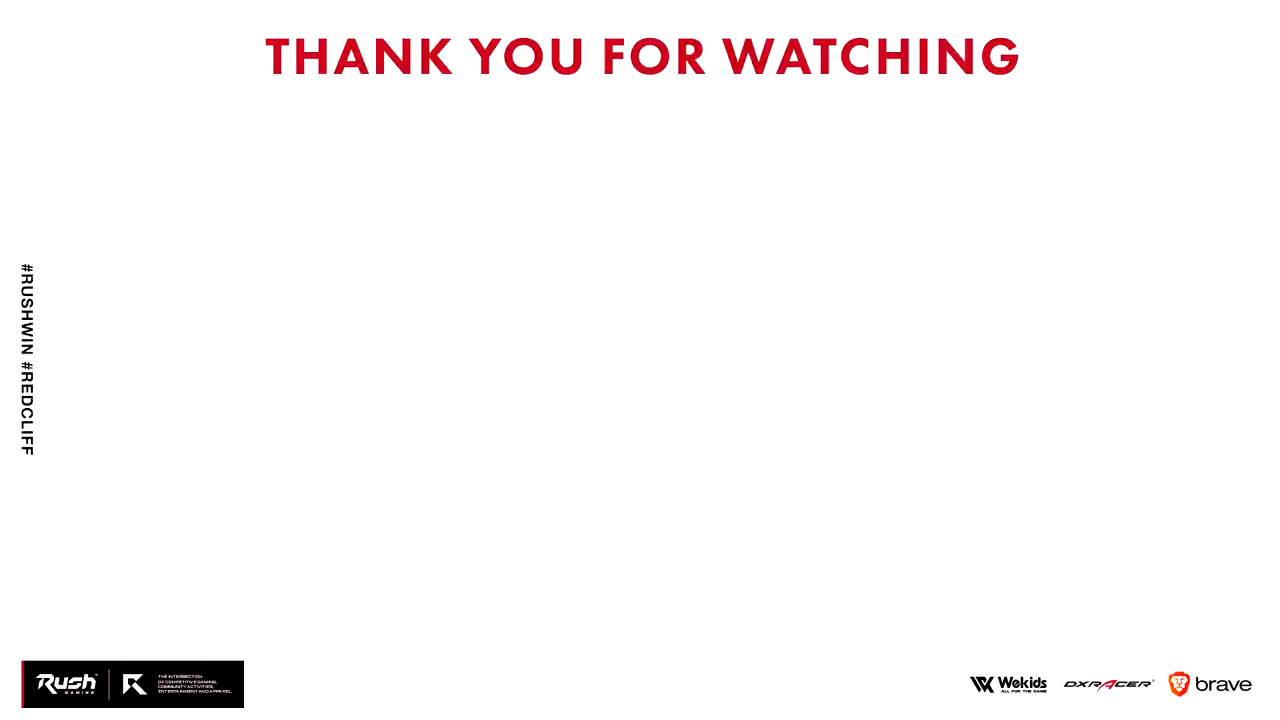 THANK YOU FOR WATCHING
#RUSHWIN #REDCLIFF
Rush
GAMING
THE INTERSECTION
OF COMPETITIVE GAMING,
COMMUNITY ACTIVITIES,
ENTERTAINMENT AND APPAREL.
Wekids
ALL FOR THE GAME
DXRACER
brave